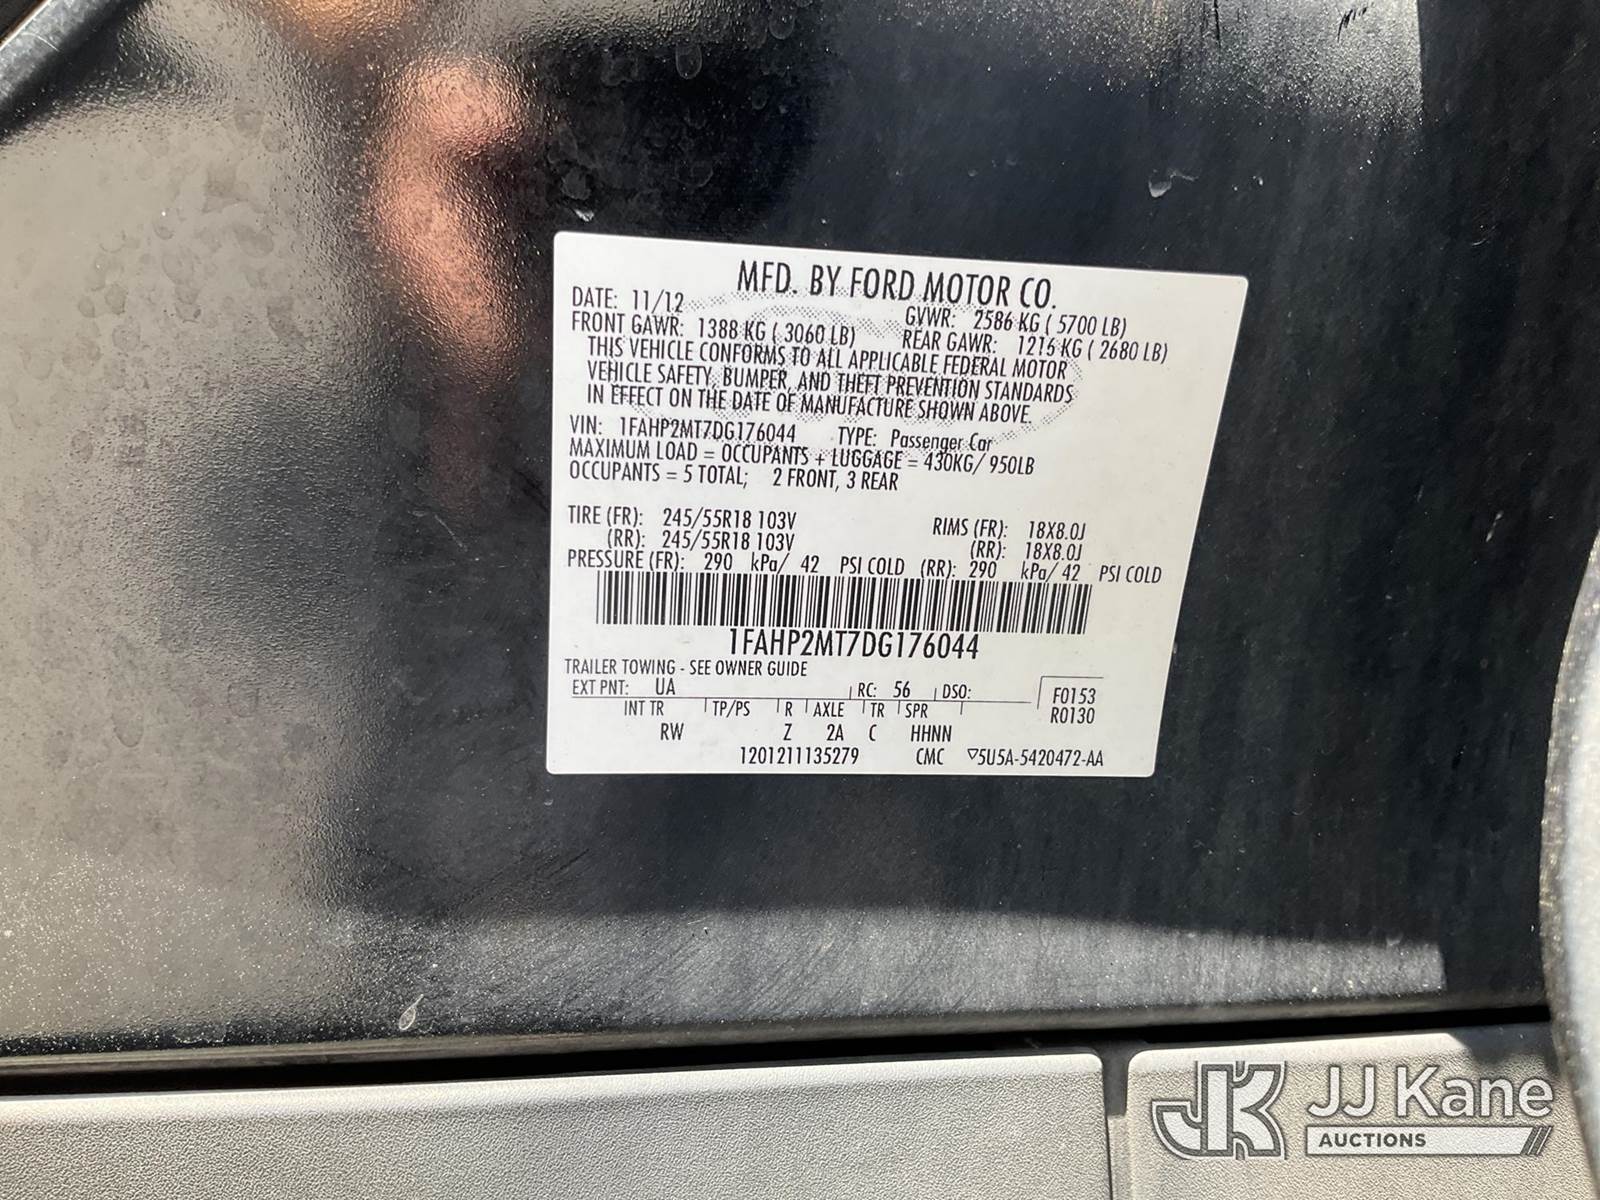 MFD. BY FORD MOTOR CO.
DATE: 11/12 GVWR: 2586 KG ( 5700 LB)
FRONT GAWR: 1388 KG ( 3060 LB) REAR GAWR: 1215 KG ( 2680 LB)
THIS VEHICLE CONFORMS TO ALL APPLICABLE FEDERAL MOTOR
VEHICLE SAFETY, BUMPER, AND THEFT PREVENTION STANDARDS
IN EFFECT ON THE DATE OF MANUFACTURE SHOWN ABOVE.
VIN: 1FAHP2MT7DG176044 TYPE: Passenger Car
MAXIMUM LOAD = OCCUPANTS + LUGGAGE = 430KG/ 950LB
OCCUPANTS = 5 TOTAL; 2 FRONT, 3 REAR
TIRE (FR): 245/55R18 103V RIMS (FR): 18X8.0J
(RR): 245/55R18 103V (RR): 18X8.0J
PRESSURE (FR): 290 kPa/ 42 PSI COLD (RR): 290 kPa/ 42 PSI COLD
1FAHP2MT7DG176044
TRAILER TOWING - SEE OWNER GUIDE
EXT PNT: UA RC: 56 DSO: F0153
INT TR TP/PS R AXLE TR SPR R0130
RW Z 2A C HHNN
1201211135279 CMC ▽5U5A-5420472-AA
JK JJ Kane
AUCTIONS